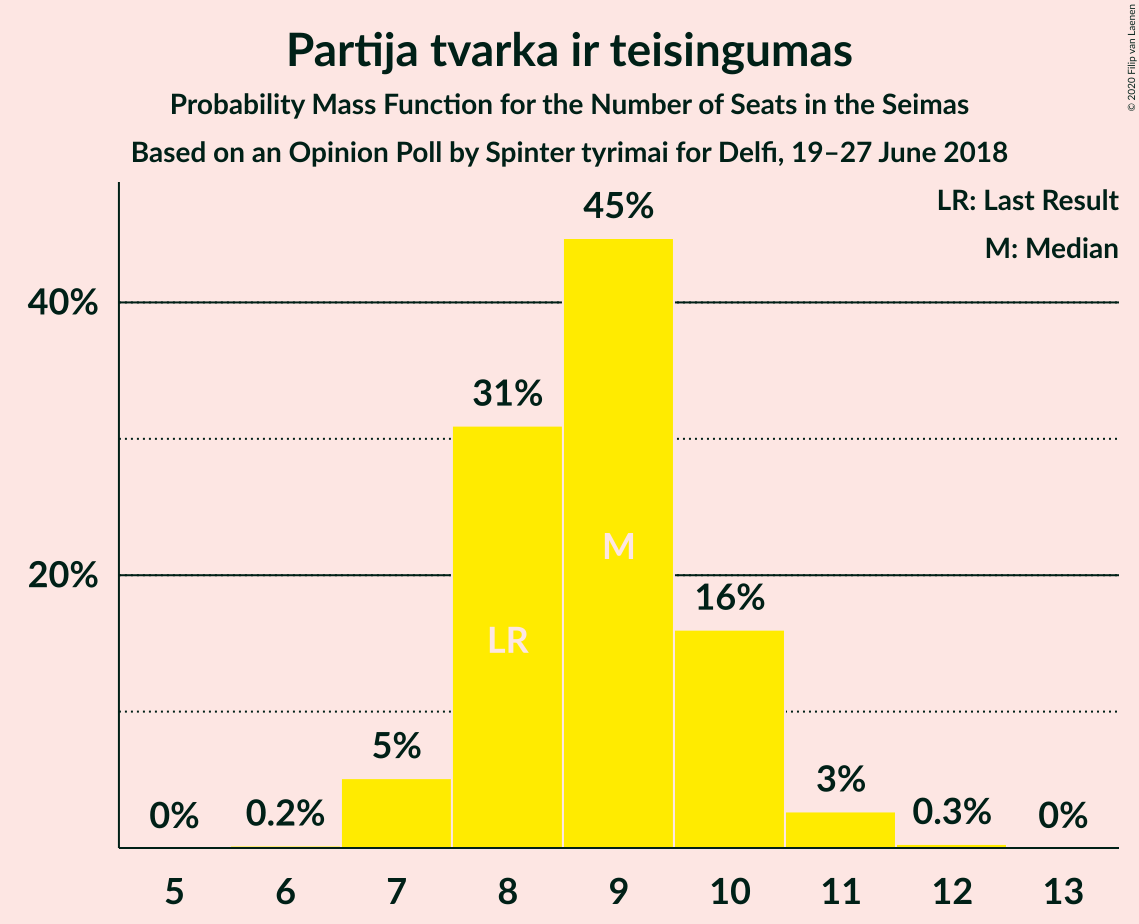 Partija tvarka ir teisingumas
Probability Mass Function for the Number of Seats in the Seimas
Based on an Opinion Poll by Spinter tyrimai for Delfi, 19–27 June 2018
© 2020 Filip van Laenen
LR: Last Result
M: Median
45%
40%
31%
M
20%
16%
LR
5%
3%
0%
0.2%
0.3%
0%
5 6 7 8 9 10 11 12 13